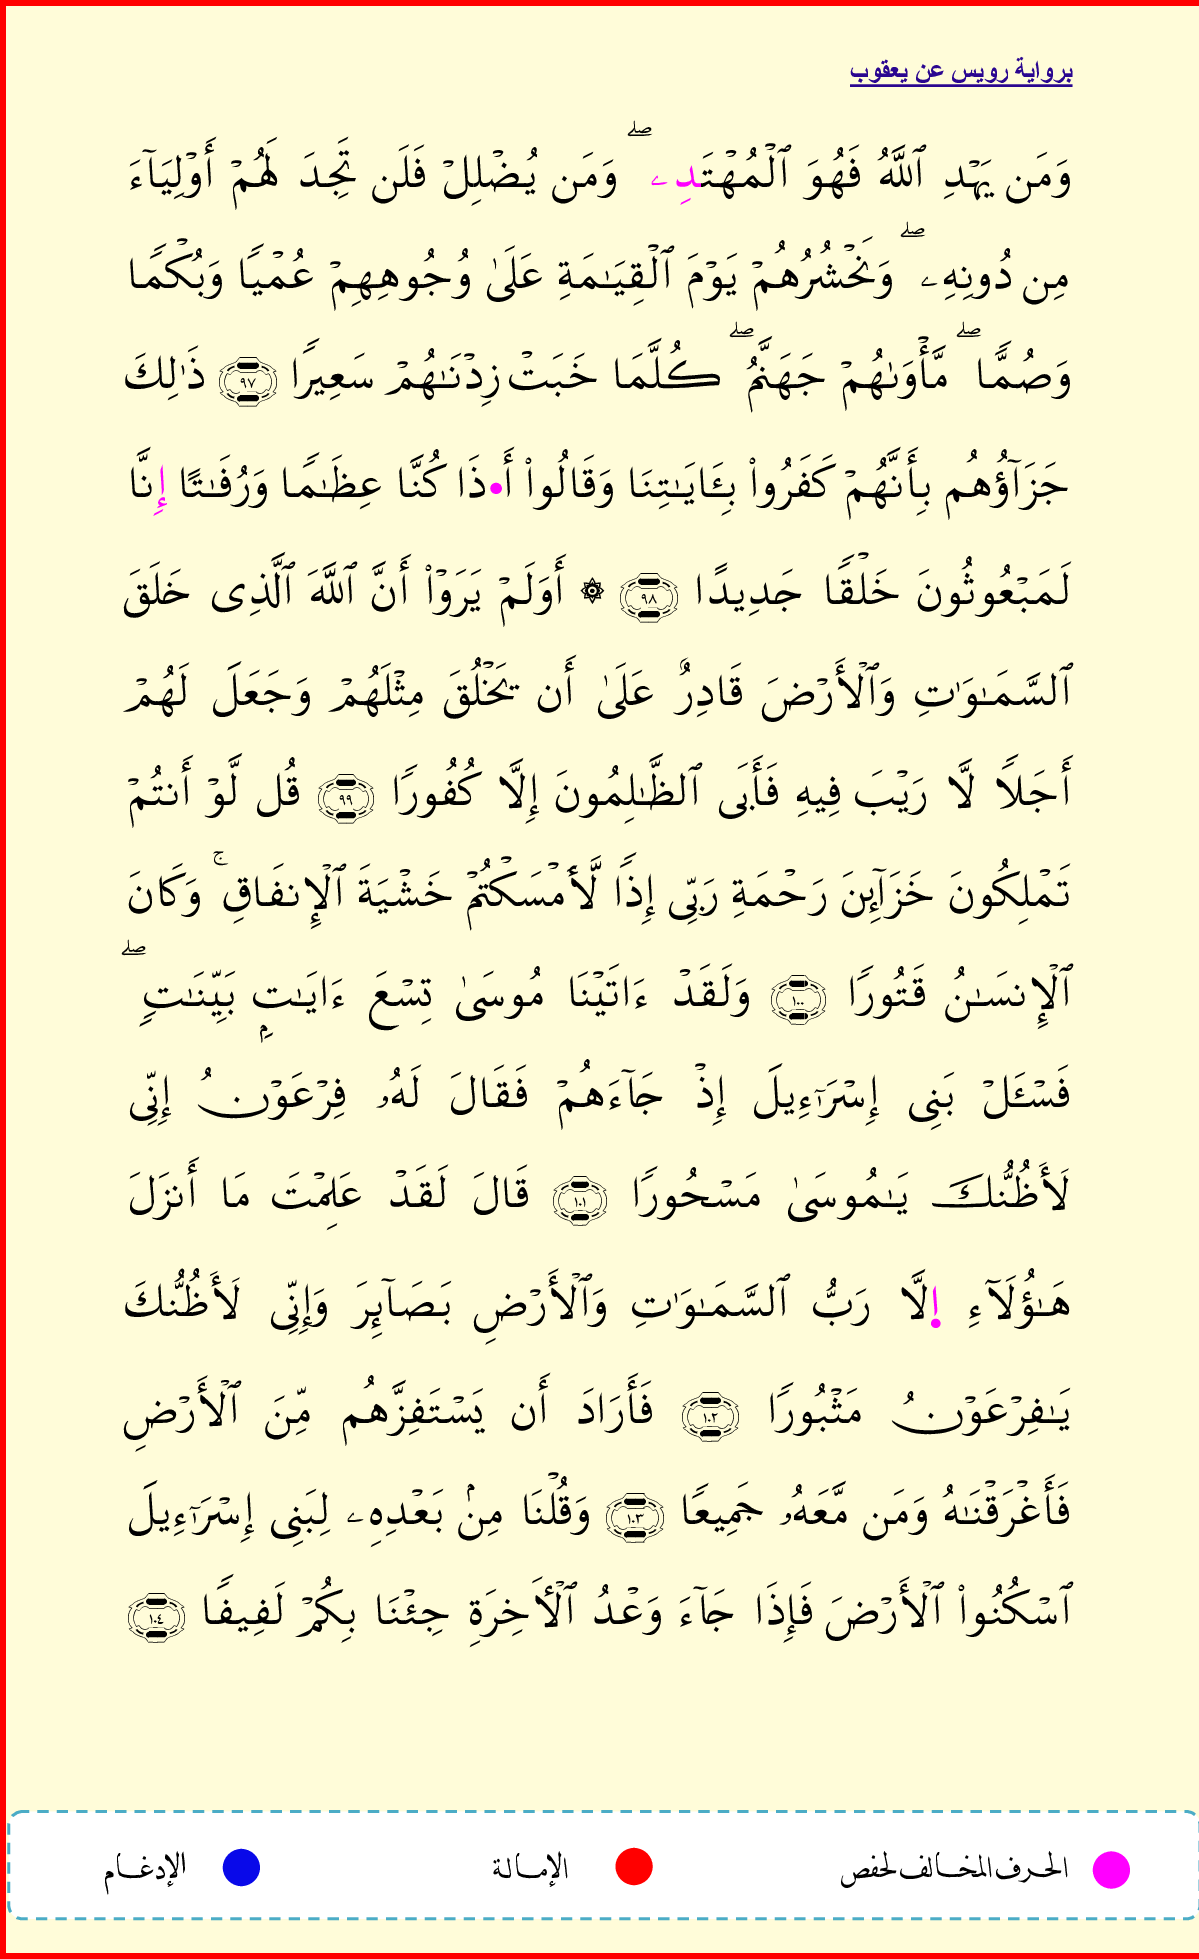 برواية رويس عن يعقوب
وَمَن يَهۡدِ ٱللَّهُ فَهُوَ ٱلۡمُهۡتَدِۦۖ وَمَن يُضۡلِلۡ فَلَن تَجِدَ لَهُمۡ أَوۡلِيَآءَ
مِن دُونِهِۦۖ وَنَحۡشُرُهُمۡ يَوۡمَ ٱلۡقِيَـٰمَةِ عَلَىٰ وُجُوهِهِمۡ عُمۡيًا وَبُكۡمًا
وَصُمًّاۖ مَّأۡوَىٰهُمۡ جَهَنَّمُۖ كُلَّمَا خَبَتۡ زِدۡنَـٰهُمۡ سَعِيرًا ٩٧ ذَٰلِكَ
جَزَآؤُهُم بِأَنَّهُمۡ كَفَرُواْ بِـَٔايَـٰتِنَا وَقَالُواْ أَ•ذَا كُنَّا عِظَـٰمًا وَرُفَـٰتًا إِنَّا
لَمَبۡعُوثُونَ خَلۡقًا جَدِيدًا ٩٨ ۞ أَوَلَمۡ يَرَوۡاْ أَنَّ ٱللَّهَ ٱلَّذِى خَلَقَ
ٱلسَّمَـٰوَٰتِ وَٱلۡأَرۡضَ قَادِرٌ عَلَىٰ أَن يَخۡلُقَ مِثۡلَهُمۡ وَجَعَلَ لَهُمۡ
أَجَلًا لَّا رَيۡبَ فِيهِ فَأَبَى ٱلظَّـٰلِمُونَ إِلَّا كُفُورًا ٩٩ قُل لَّوۡ أَنتُمۡ
تَمۡلِكُونَ خَزَآئِنَ رَحۡمَةِ رَبِّى إِذًا لَّأَمۡسَكۡتُمۡ خَشۡيَةَ ٱلۡإِنفَاقِۚ وَكَانَ
ٱلۡإِنسَـٰنُ قَتُورًا ١٠٠ وَلَقَدۡ ءَاتَيۡنَا مُوسَىٰ تِسۡعَ ءَايَـٰتِۭ بَيِّنَـٰتٍۖ
فَسۡـَٔلۡ بَنِى إِسۡرَـٰٓءِيلَ إِذۡ جَآءَهُمۡ فَقَالَ لَهُۥ فِرۡعَوۡنُ إِنِّى
لَأَظُنُّكَ يَـٰمُوسَىٰ مَسۡحُورًا ١٠١ قَالَ لَقَدۡ عَلِمۡتَ مَا أَنزَلَ
هَـٰؤُلَآءِ اِلَّا رَبُّ ٱلسَّمَـٰوَٰتِ وَٱلۡأَرۡضِ بَصَآئِرَ وَإِنِّى لَأَظُنُّكَ
يَـٰفِرۡعَوۡنُ مَثۡبُورًا ١٠٢ فَأَرَادَ أَن يَسۡتَفِزَّهُم مِّنَ ٱلۡأَرۡضِ
فَأَغۡرَقۡنَـٰهُ وَمَن مَّعَهُۥ جَمِيعًا ١٠٣ وَقُلۡنَا مِنۢ بَعۡدِهِۦ لِبَنِى إِسۡرَـٰٓءِيلَ
ٱسۡكُنُواْ ٱلۡأَرۡضَ فَإِذَا جَآءَ وَعۡدُ ٱلۡأَخِرَةِ جِئۡنَا بِكُمۡ لَفِيفًا ١٠٤
الحرف المخالف لحفص الإمالة الإدغام